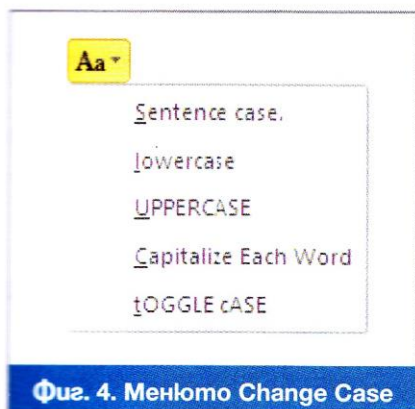 Aa
Sentence case.
lowercase
UPPERCASE
Capitalize Each Word
tOGGLE cASE
Фиг. 4. Менюто Change Case